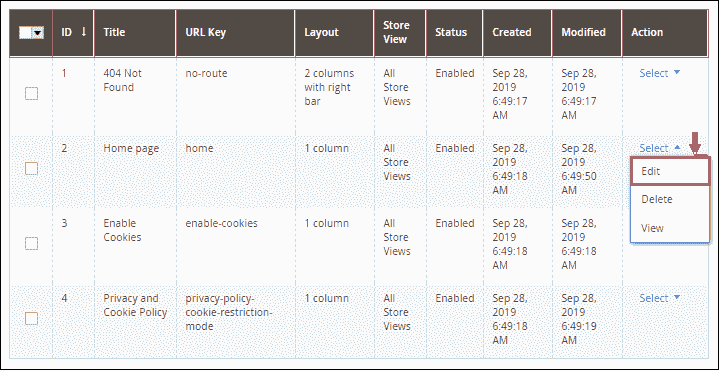 ID ↓ Title URL Key Layout Store View Status Created Modified Action
1 404 Not Found no-route 2 columns with right bar All Store Views Enabled Sep 28, 2019 6:49:17 AM Sep 28, 2019 6:49:17 AM Select
2 Home page home 1 column All Store Views Enabled Sep 28, 2019 6:49:18 AM Sep 28, 2019 6:49:50 AM Select
Edit
Delete
View
3 Enable Cookies enable-cookies 1 column All Store Views Enabled Sep 28, 2019 6:49:18 AM Sep 28, 2019 6:49:18 AM
4 Privacy and Cookie Policy privacy-policy-cookie-restriction-mode 1 column All Store Views Enabled Sep 28, 2019 6:49:18 AM Sep 28, 2019 6:49:19 AM Select